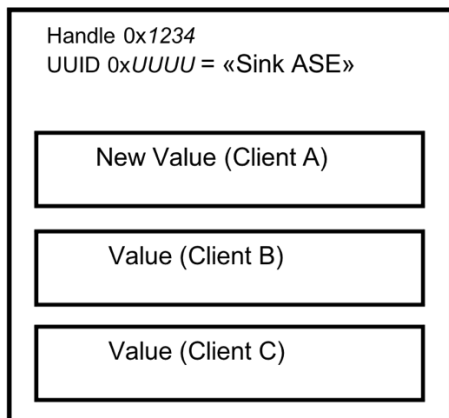 Handle 0x1234
UUID 0xUUUU = «Sink ASE»
New Value (Client A)
Value (Client B)
Value (Client C)